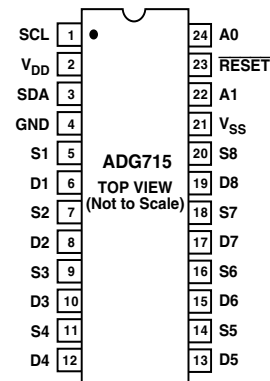 SCL 1
24 A0
VDD 2
23 RESET
SDA 3
22 A1
GND 4
21 VSS
S1 5
20 S8
ADG715
D1 6
19 D8
TOP VIEW
(Not to Scale)
S2 7
18 S7
D2 8
17 D7
S3 9
16 S6
D3 10
15 D6
S4 11
14 S5
D4 12
13 D5